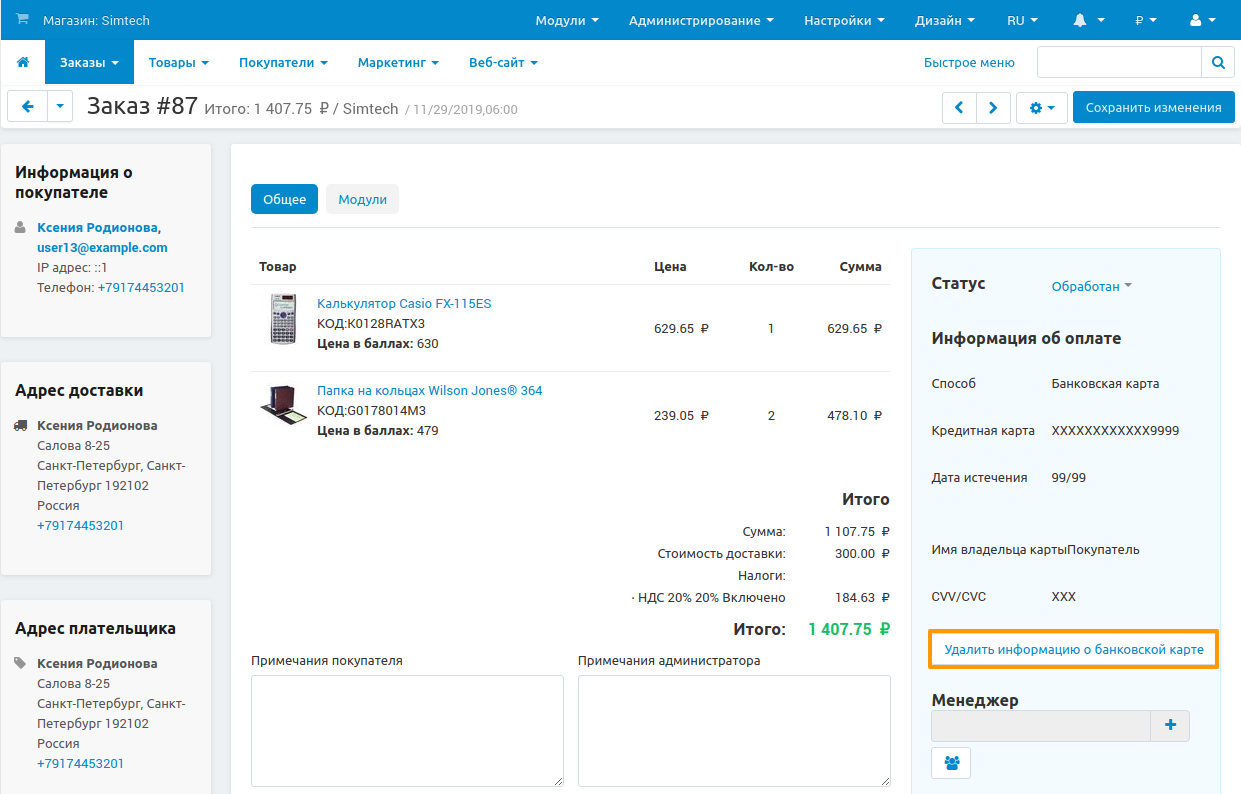 Магазин: Simtech
Модули
Администрирование
Настройки
Дизайн
RU
₽
Заказы
Товары
Покупатели
Маркетинг
Веб-сайт
Быстрое меню
Заказ #87 Итого: 1 407.75 ₽ / Simtech / 11/29/2019,06:00
Сохранить изменения
Информация о
покупателе
Ксения Родионова,
user13@example.com
IP адрес: ::1
Телефон: +79174453201
Адрес доставки
Ксения Родионова
Салова 8-25
Санкт-Петербург, Санкт-
Петербург 192102
Россия
+79174453201
Адрес плательщика
Ксения Родионова
Салова 8-25
Санкт-Петербург, Санкт-
Петербург 192102
Россия
+79174453201
Общее
Модули
Товар Цена Кол-во Сумма
Калькулятор Casio FX-115ES
КОД:K0128RATX3
Цена в баллах: 630
629.65 ₽ 1 629.65 ₽
Папка на кольцах Wilson Jones® 364
КОД:G0178014M3
Цена в баллах: 479
239.05 ₽ 2 478.10 ₽
Итого
Сумма: 1 107.75 ₽
Стоимость доставки: 300.00 ₽
Налоги:
· НДС 20% 20% Включено 184.63 ₽
Итого: 1 407.75 ₽
Примечания покупателя
Примечания администратора
Статус Обработан
Информация об оплате
Способ Банковская карта
Кредитная карта XXXXXXXXXXXX9999
Дата истечения 99/99
Имя владельца картыПокупатель
CVV/CVC XXX
Удалить информацию о банковской карте
Менеджер